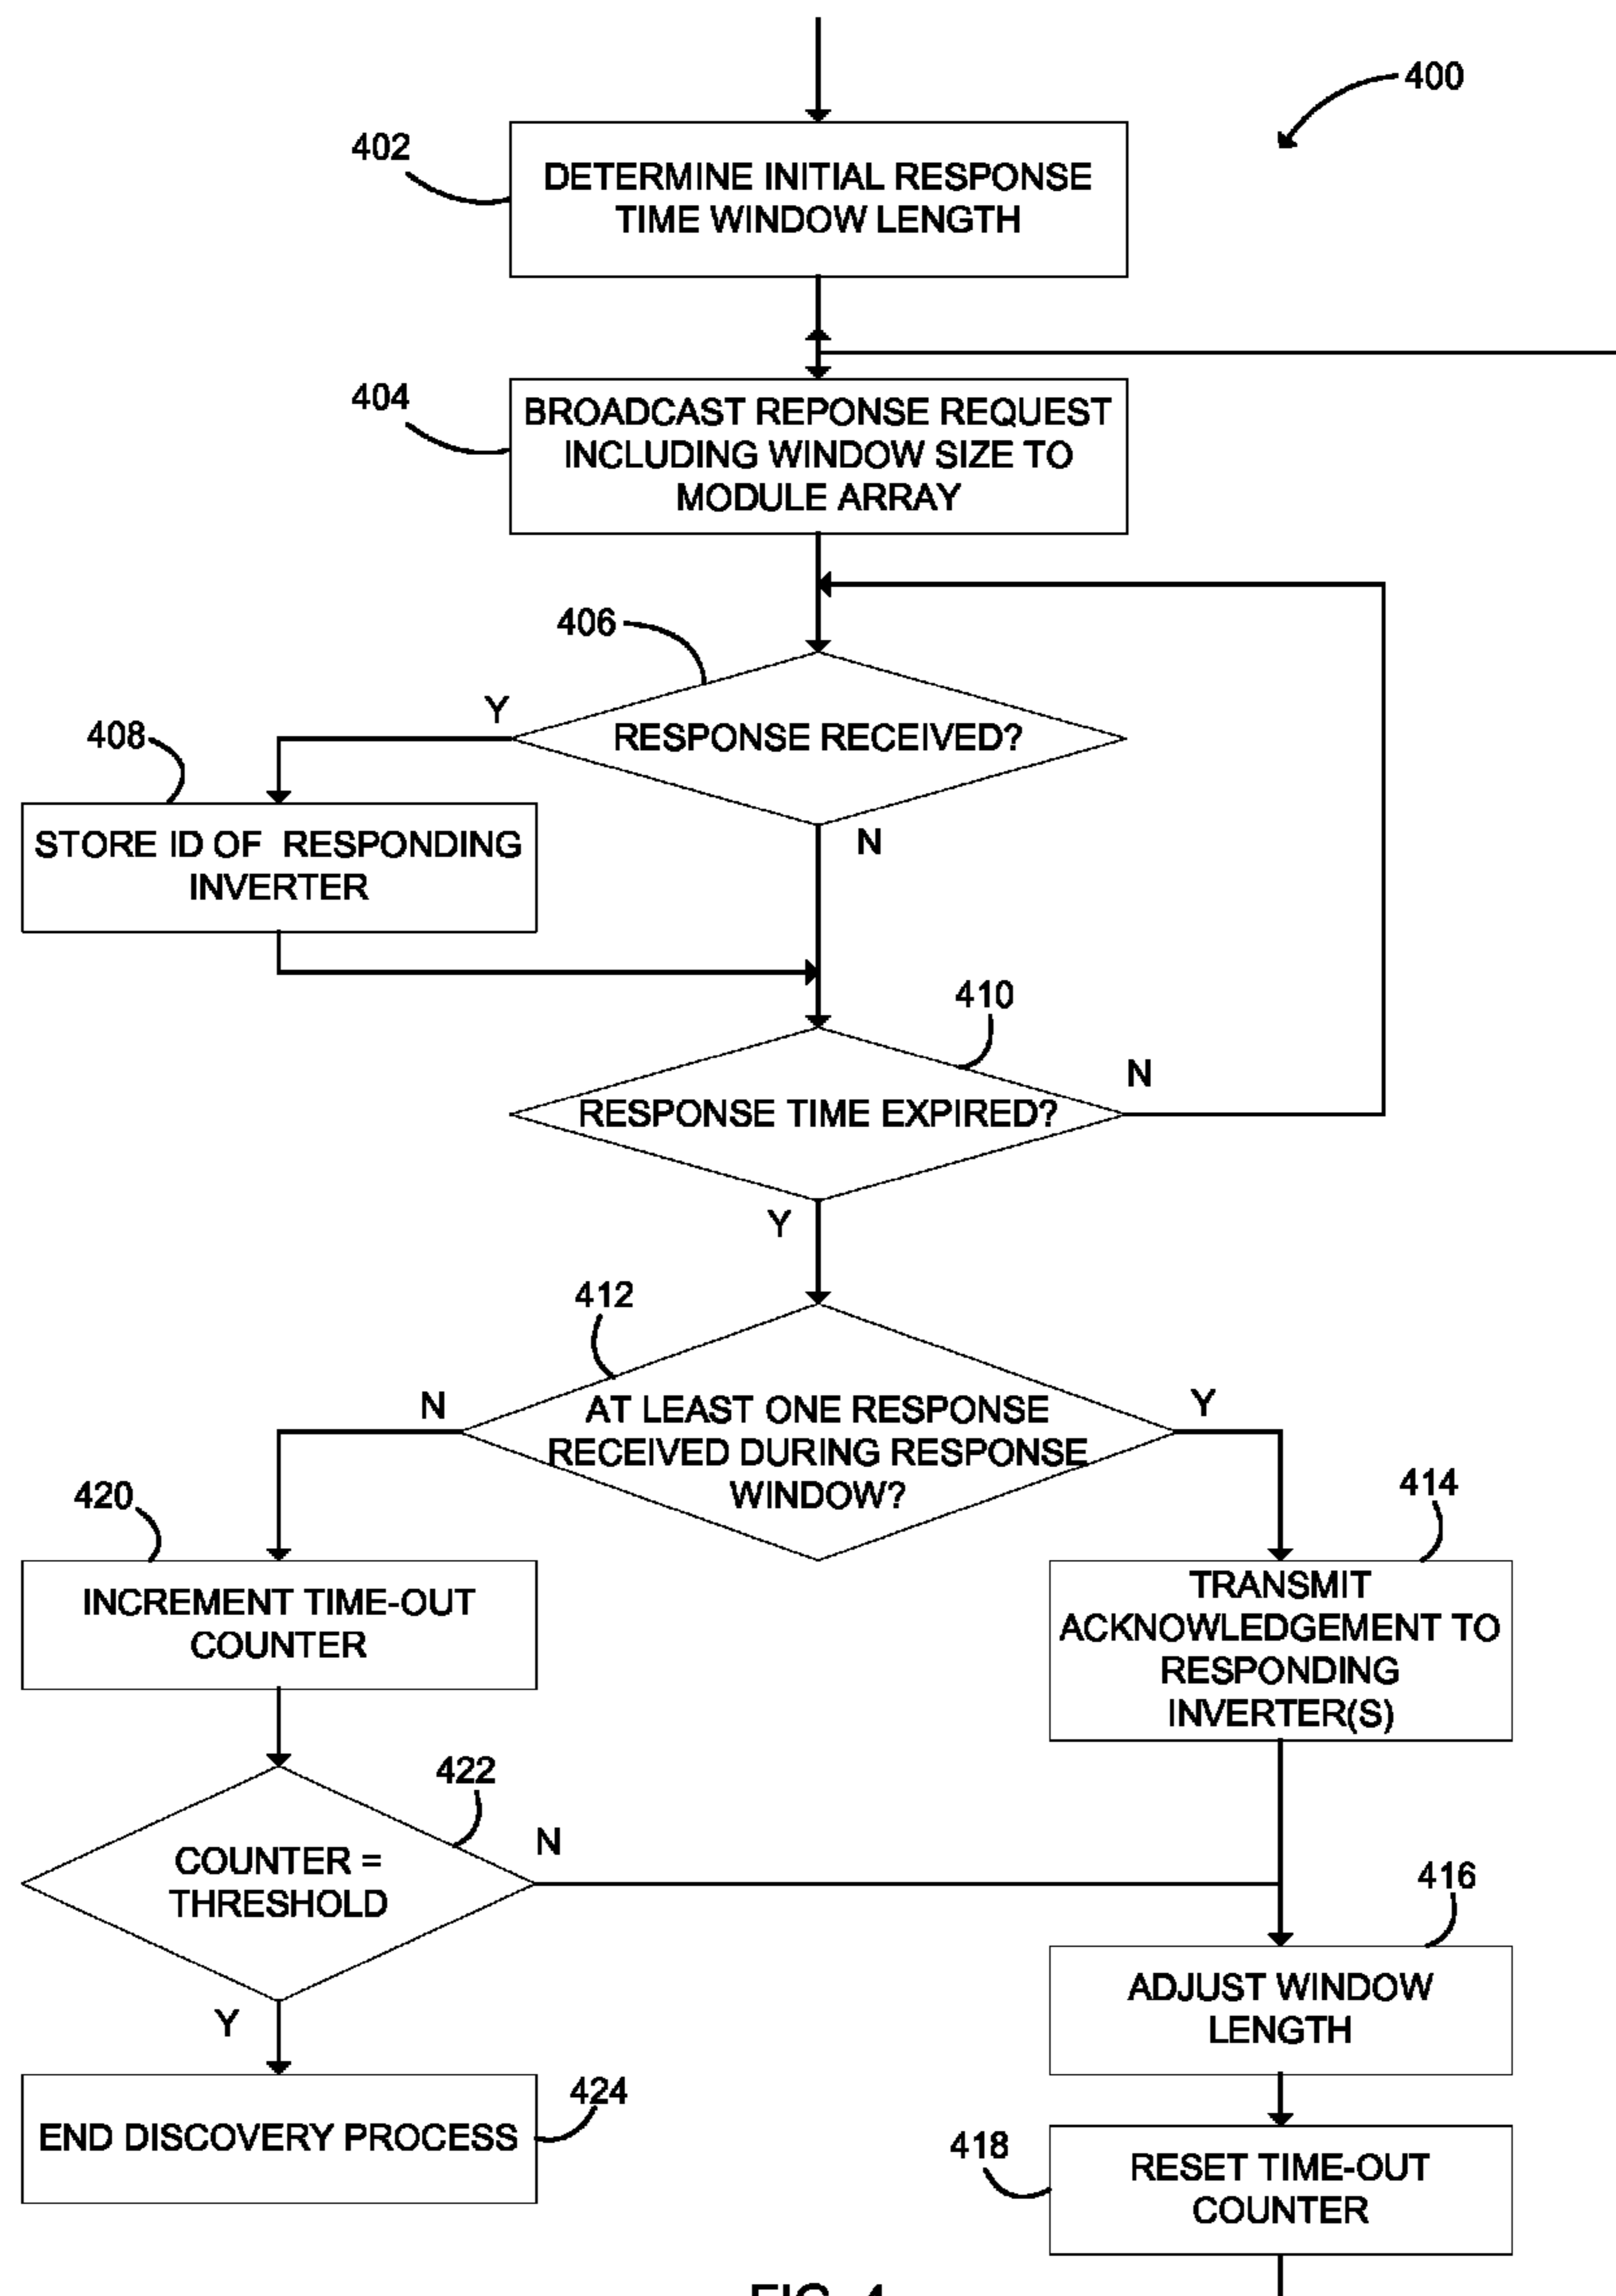 400
402
DETERMINE INITIAL RESPONSE
TIME WINDOW LENGTH
404
BROADCAST REPONSE REQUEST
INCLUDING WINDOW SIZE TO
MODULE ARRAY
406
Y
RESPONSE RECEIVED?
N
408
STORE ID OF RESPONDING
INVERTER
410
N
RESPONSE TIME EXPIRED?
Y
412
N
Y
AT LEAST ONE RESPONSE
RECEIVED DURING RESPONSE
WINDOW?
420
INCREMENT TIME-OUT
COUNTER
414
TRANSMIT
ACKNOWLEDGEMENT TO
RESPONDING
INVERTER(S)
422
N
COUNTER =
THRESHOLD
Y
416
ADJUST WINDOW
LENGTH
424
END DISCOVERY PROCESS
418
RESET TIME-OUT
COUNTER
FIG. 4